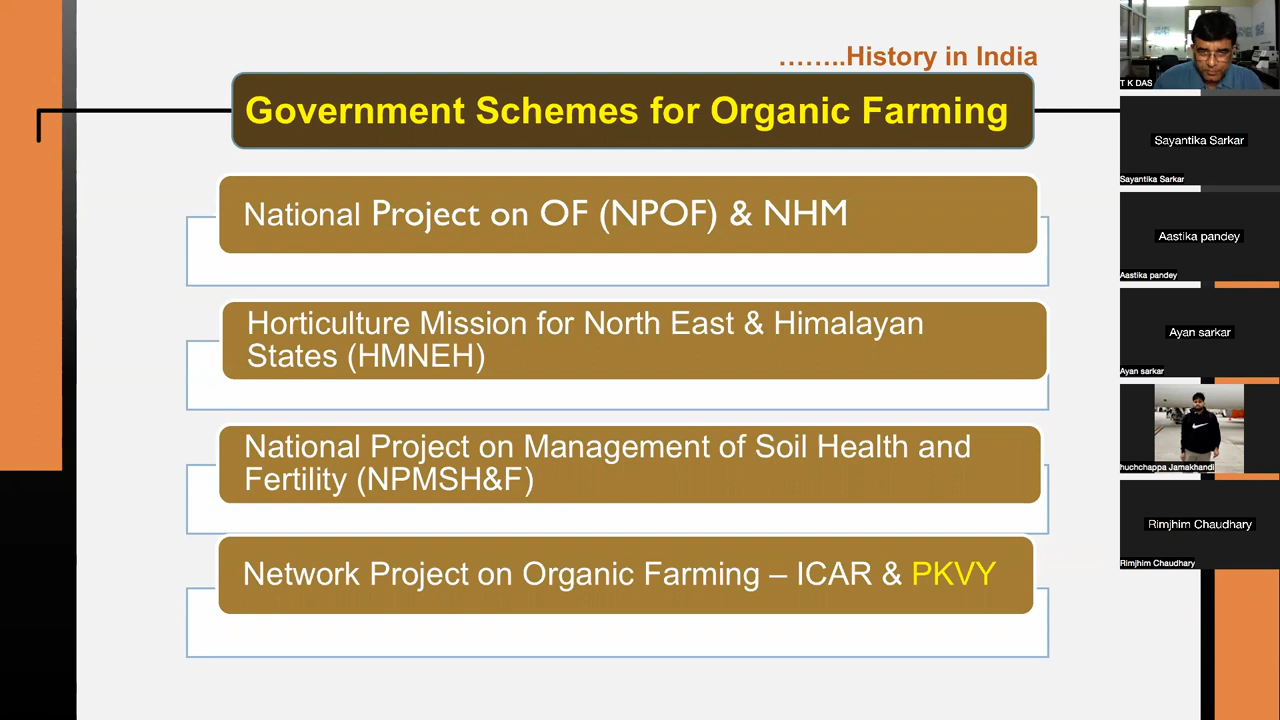 ........History in India
Government Schemes for Organic Farming
National Project on OF (NPOF) & NHM
Horticulture Mission for North East & Himalayan
States (HMNEH)
National Project on Management of Soil Health and
Fertility (NPMSH&F)
Network Project on Organic Farming – ICAR & PKVY
T K DAS
Sayantika Sarkar
Sayantika Sarkar
Aastika pandey
Aastika pandey
Ayan sarkar
Ayan sarkar
huchchappa Jamakhandi
Rimjhim Chaudhary
Rimjhim Chaudhary